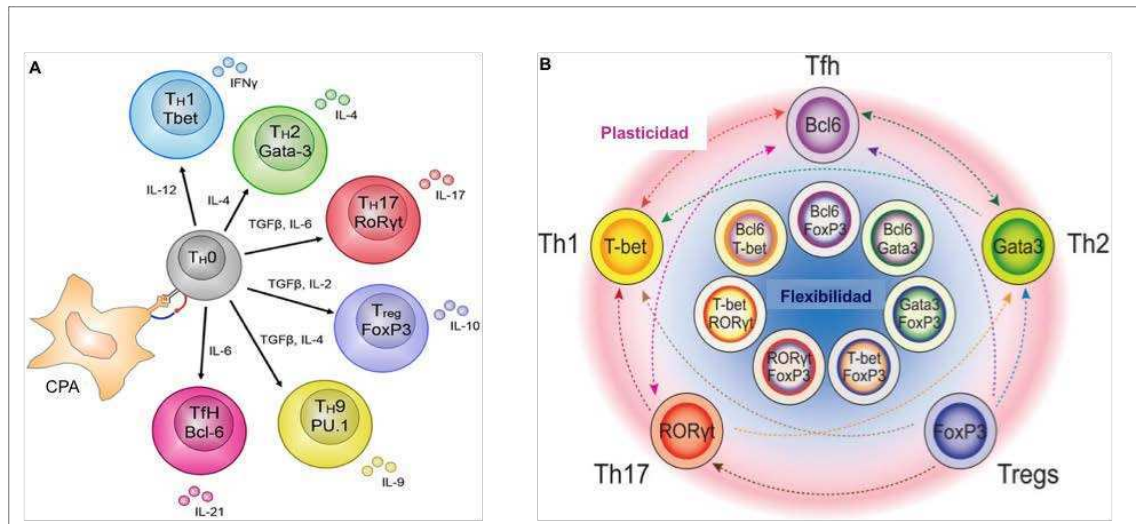 A
IFNγ
TH1
Tbet
IL-4
TH2
Gata-3
IL-12
IL-4
IL-17
TH17
RoRγt
TGFβ, IL-6
TH0
TGFβ, IL-2
Treg
FoxP3
IL-10
TGFβ, IL-4
IL-6
CPA
TfH
Bcl-6
TH9
PU.1
IL-9
IL-21
B
Tfh
Bcl6
Plasticidad
Bcl6
FoxP3
Bcl6
T-bet
Bcl6
Gata3
Th1
T-bet
Gata3
Th2
Flexibilidad
T-bet
RORγt
Gata3
FoxP3
RORγt
FoxP3
T-bet
FoxP3
RORγt
FoxP3
Th17
Tregs